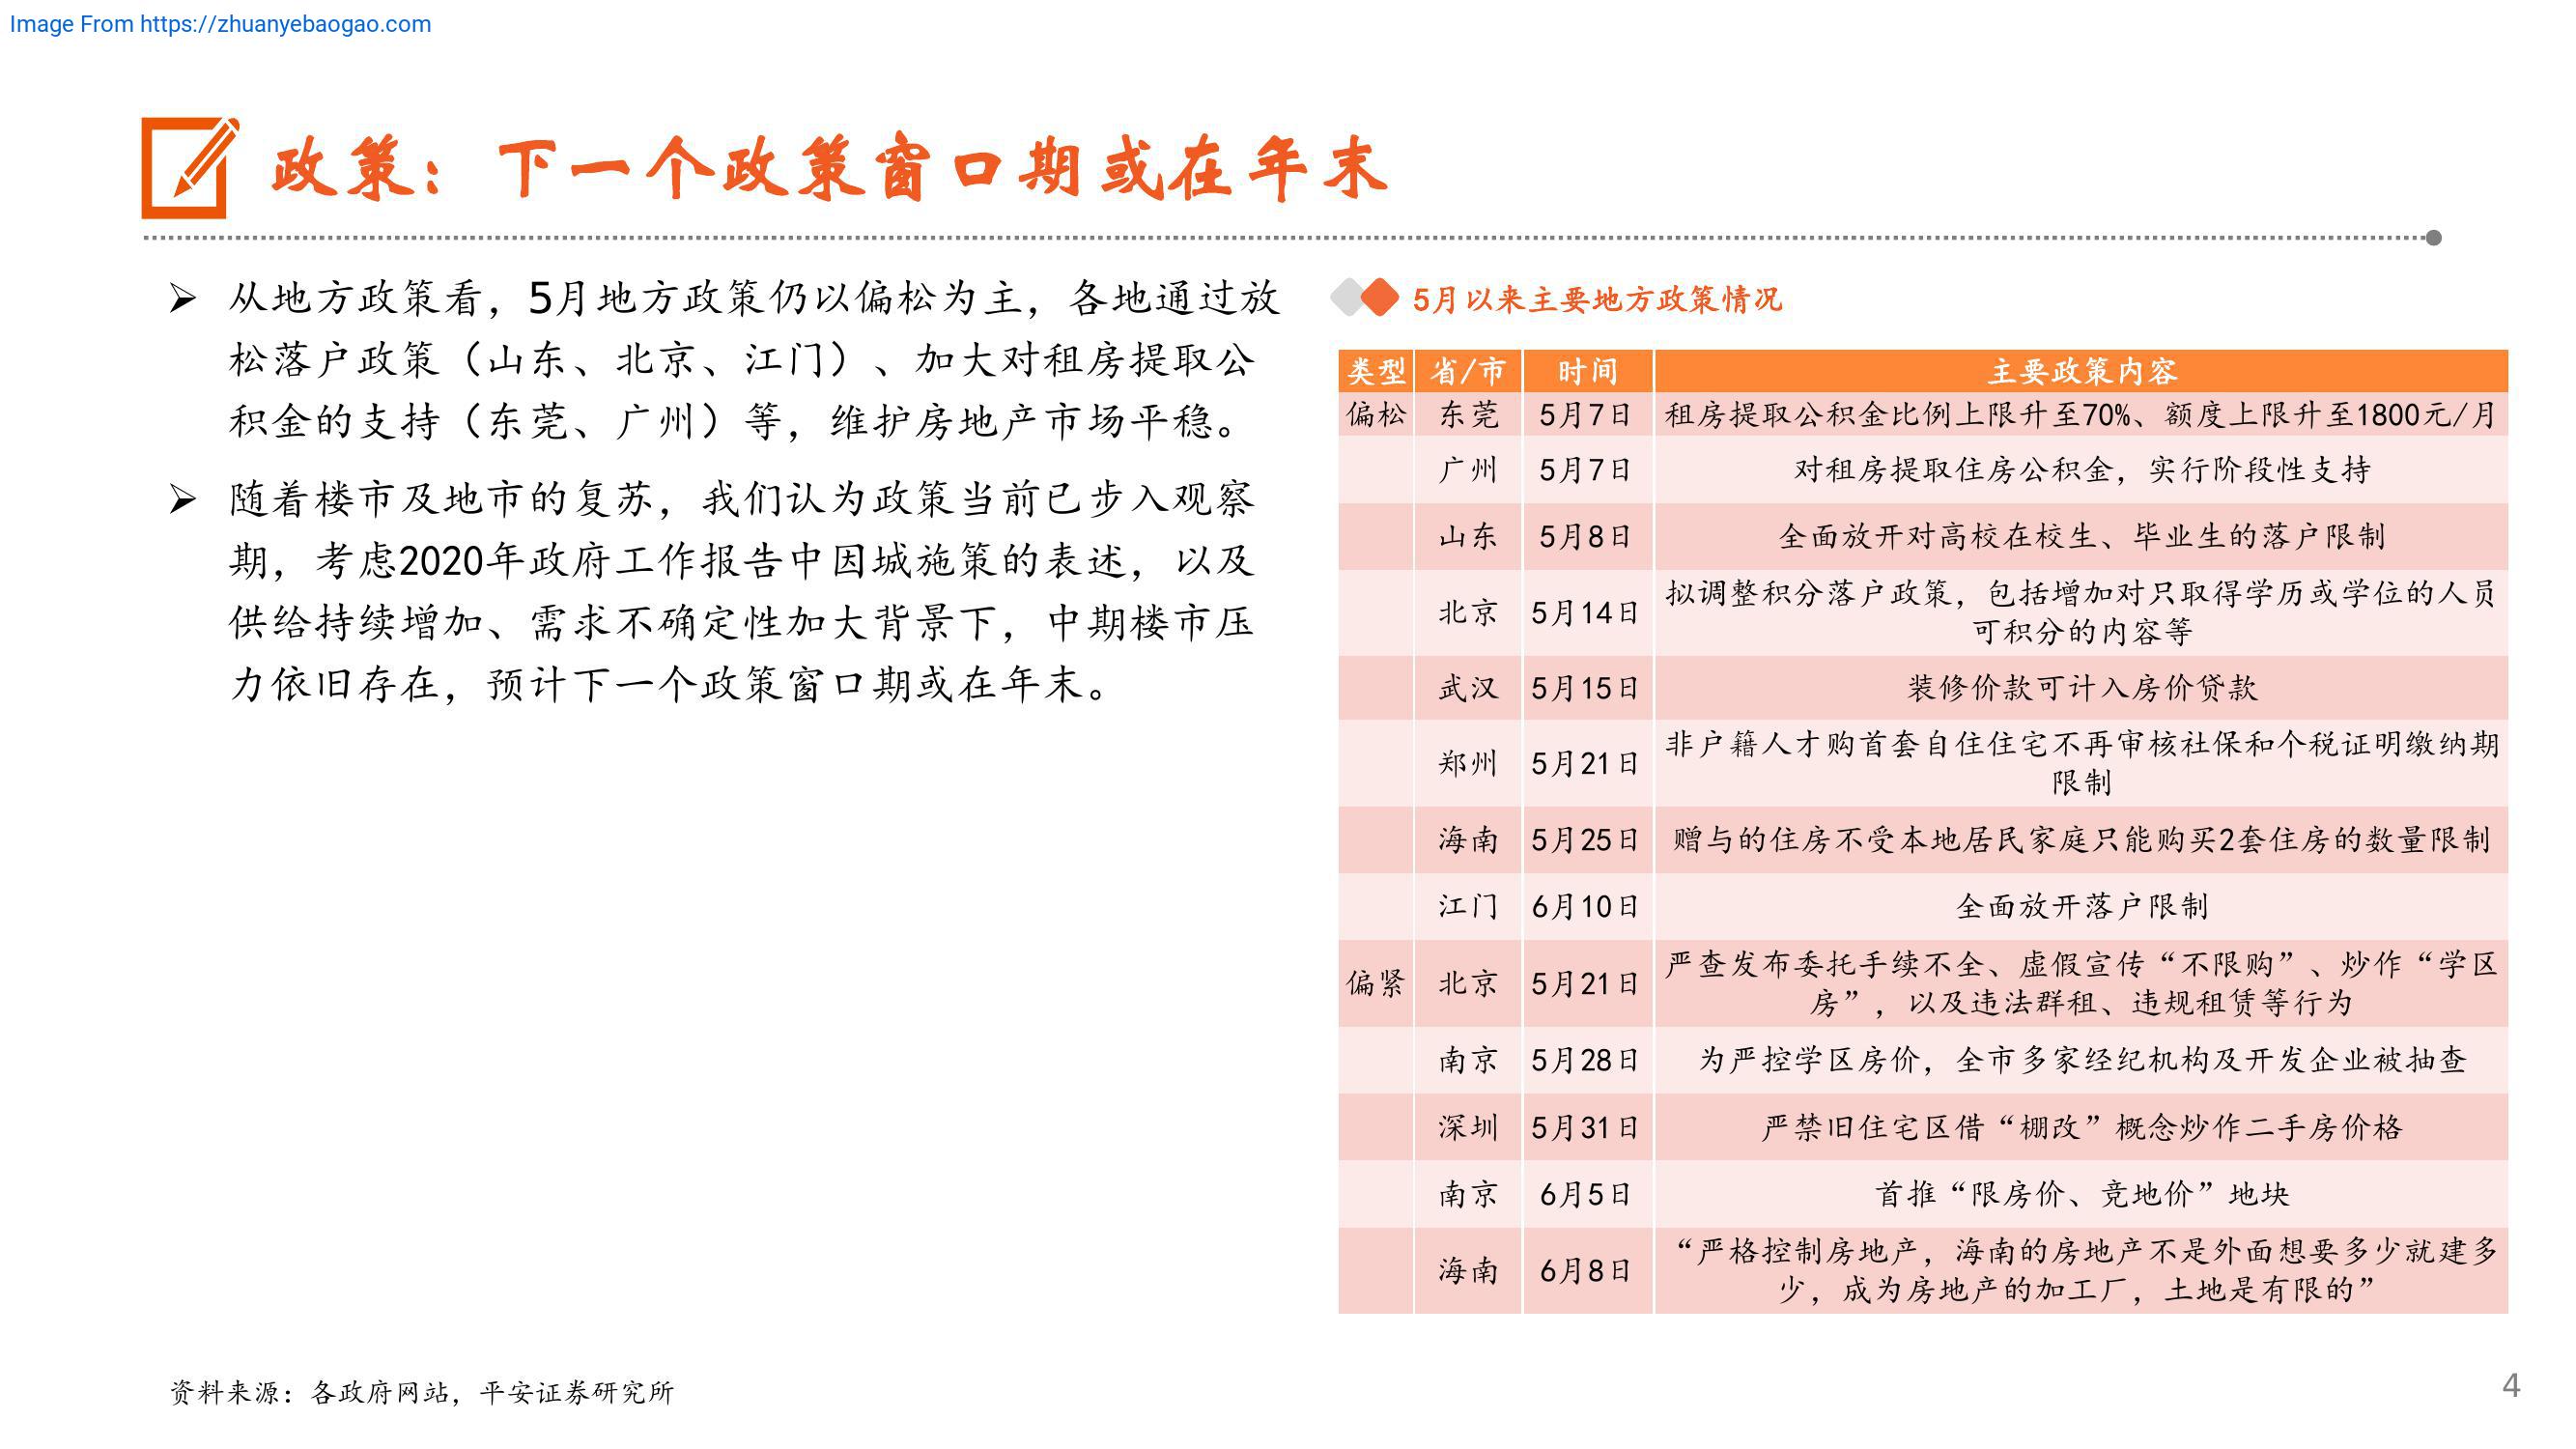 Image From https://zhuanyebaogao.com
政策：下一个政策窗口期或在年末
➢ 从地方政策看，5月地方政策仍以偏松为主，各地通过放
松落户政策（山东、北京、江门）、加大对租房提取公
积金的支持（东莞、广州）等，维护房地产市场平稳。
➢ 随着楼市及地市的复苏，我们认为政策当前已步入观察
期，考虑2020年政府工作报告中因城施策的表述，以及
供给持续增加、需求不确定性加大背景下，中期楼市压
力依旧存在，预计下一个政策窗口期或在年末。
5月以来主要地方政策情况
类型 省/市 时间 主要政策内容
偏松 东莞 5月7日 租房提取公积金比例上限升至70%、额度上限升至1800元/月
广州 5月7日 对租房提取住房公积金，实行阶段性支持
山东 5月8日 全面放开对高校在校生、毕业生的落户限制
北京 5月14日 拟调整积分落户政策，包括增加对只取得学历或学位的人员
可积分的内容等
武汉 5月15日 装修价款可计入房价贷款
郑州 5月21日 非户籍人才购首套自住住宅不再审核社保和个税证明缴纳期
限制
海南 5月25日 赠与的住房不受本地居民家庭只能购买2套住房的数量限制
江门 6月10日 全面放开落户限制
偏紧 北京 5月21日 严查发布委托手续不全、虚假宣传“不限购”、炒作“学区
房”，以及违法群租、违规租赁等行为
南京 5月28日 为严控学区房价，全市多家经纪机构及开发企业被抽查
深圳 5月31日 严禁旧住宅区借“棚改”概念炒作二手房价格
南京 6月5日 首推“限房价、竞地价”地块
海南 6月8日 “严格控制房地产，海南的房地产不是外面想要多少就建多
少，成为房地产的加工厂，土地是有限的”
资料来源：各政府网站，平安证券研究所
4